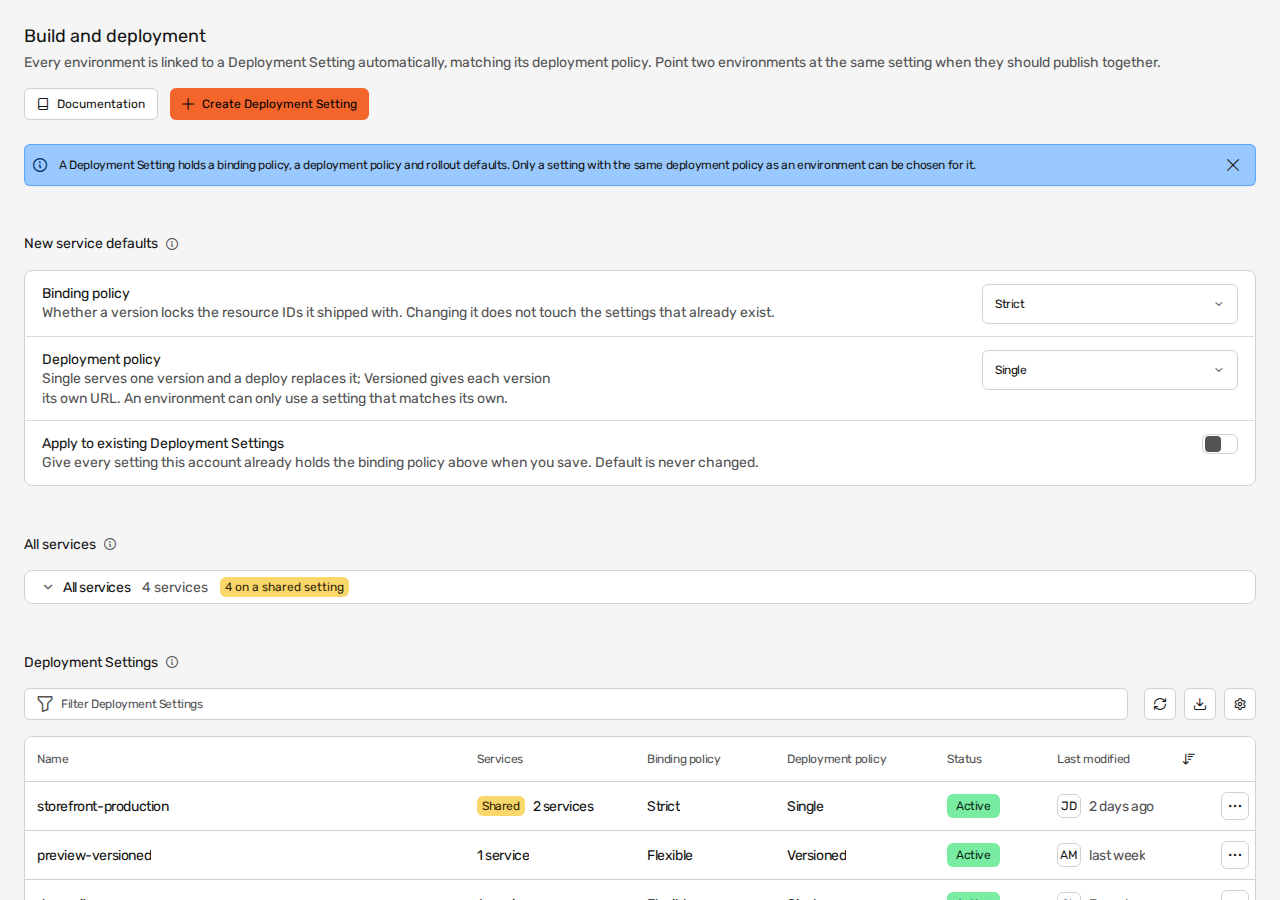 Build and deployment
Every environment is linked to a Deployment Setting automatically, matching its deployment policy. Point two environments at the same setting when they should publish together.
Documentation
Create Deployment Setting
A Deployment Setting holds a binding policy, a deployment policy and rollout defaults. Only a setting with the same deployment policy as an environment can be chosen for it.
New service defaults
Binding policy
Whether a version locks the resource IDs it shipped with. Changing it does not touch the settings that already exist.
Strict
Deployment policy
Single serves one version and a deploy replaces it; Versioned gives each version
its own URL. An environment can only use a setting that matches its own.
Single
Apply to existing Deployment Settings
Give every setting this account already holds the binding policy above when you save. Default is never changed.
All services
All services 4 services 4 on a shared setting
Deployment Settings
Filter Deployment Settings
Name Services Binding policy Deployment policy Status Last modified
storefront-production Shared 2 services Strict Single Active JD 2 days ago
preview-versioned 1 service Flexible Versioned Active AM last week